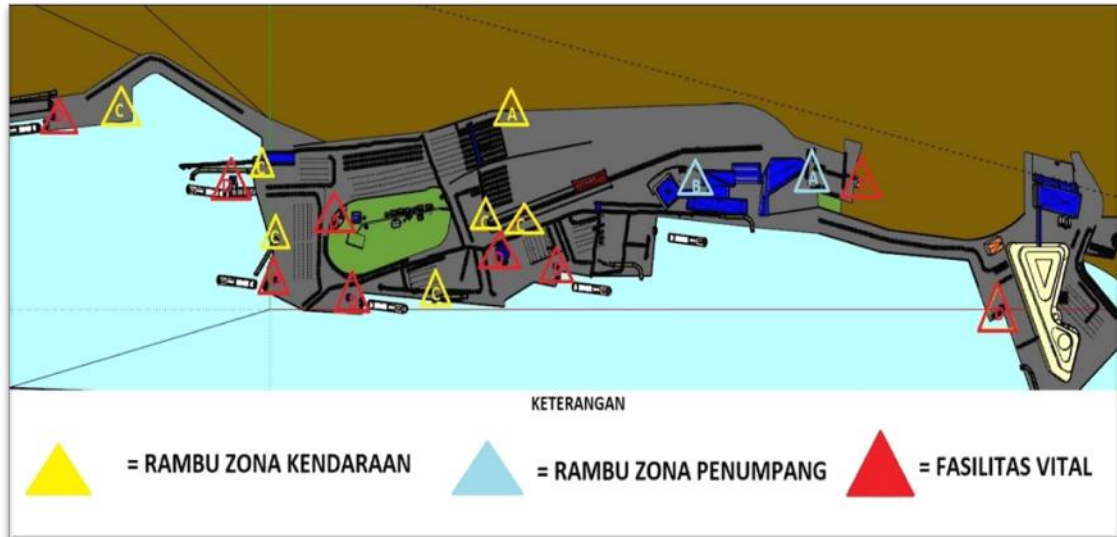 C
A
C
B
A
D
C
C
C
C
D
D
KETERANGAN
= RAMBU ZONA KENDARAAN
= RAMBU ZONA PENUMPANG
= FASILITAS VITAL